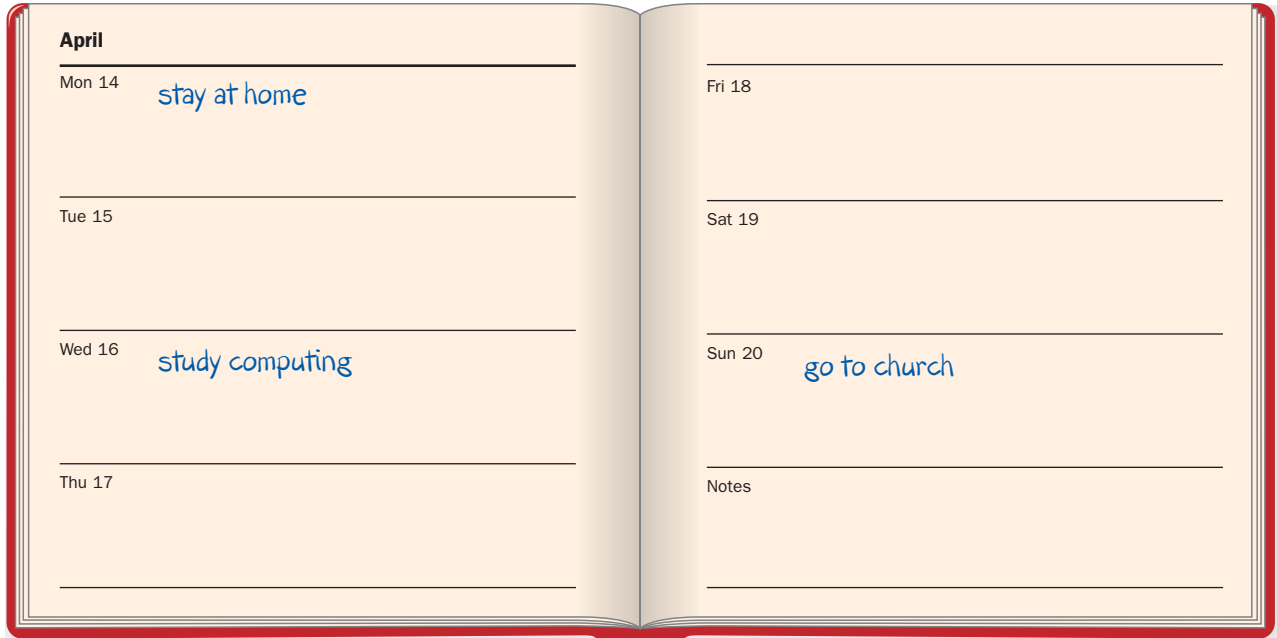 April
Mon 14
stay at home
Tue 15
Wed 16
study computing
Thu 17
Fri 18
Sat 19
Sun 20
go to church
Notes